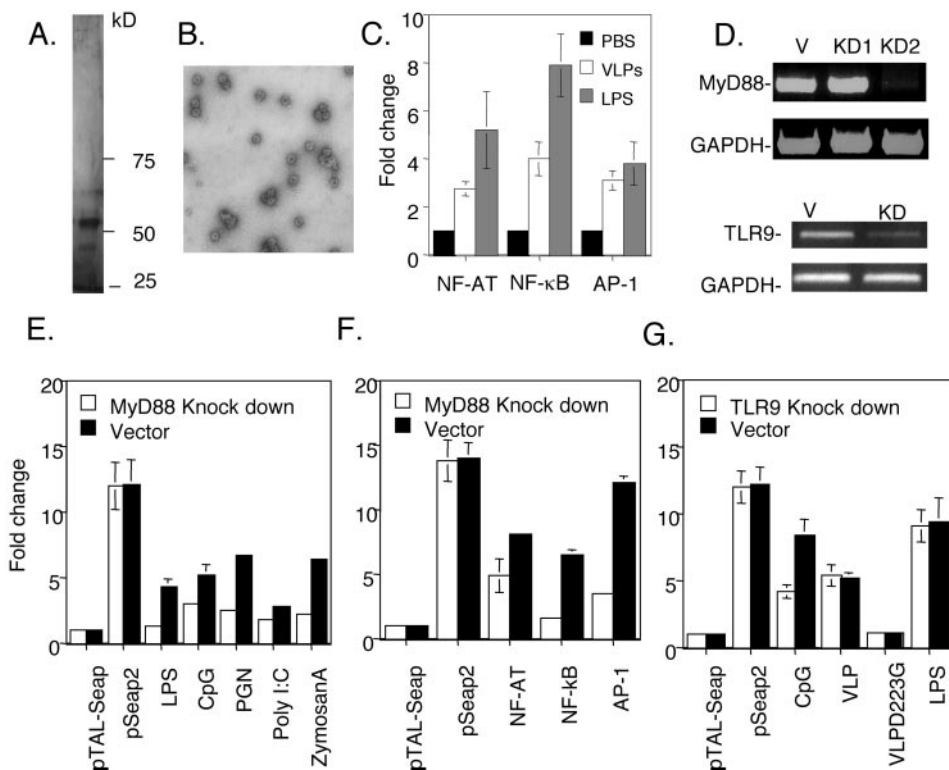 A.
kD
75
50
25
B.
C.
10
8
6
4
2
0
Fold change
PBS
VLPs
LPS
NF-AT NF-κB AP-1
D.
V KD1 KD2
MyD88-
GAPDH-
V KD
TLR9-
GAPDH-
E.
20
15
10
5
0
Fold change
MyD88 Knock down
Vector
pTAL-Seap
pSeap2
LPS
CpG
PGN
Poly I:C
ZymosanA
F.
20
15
10
5
0
MyD88 Knock down
Vector
pTAL-Seap
pSeap2
NF-AT
NF-kB
AP-1
G.
20
15
10
5
0
TLR9 Knock down
Vector
pTAL-Seap
pSeap2
CpG
VLP
VLPD223G
LPS